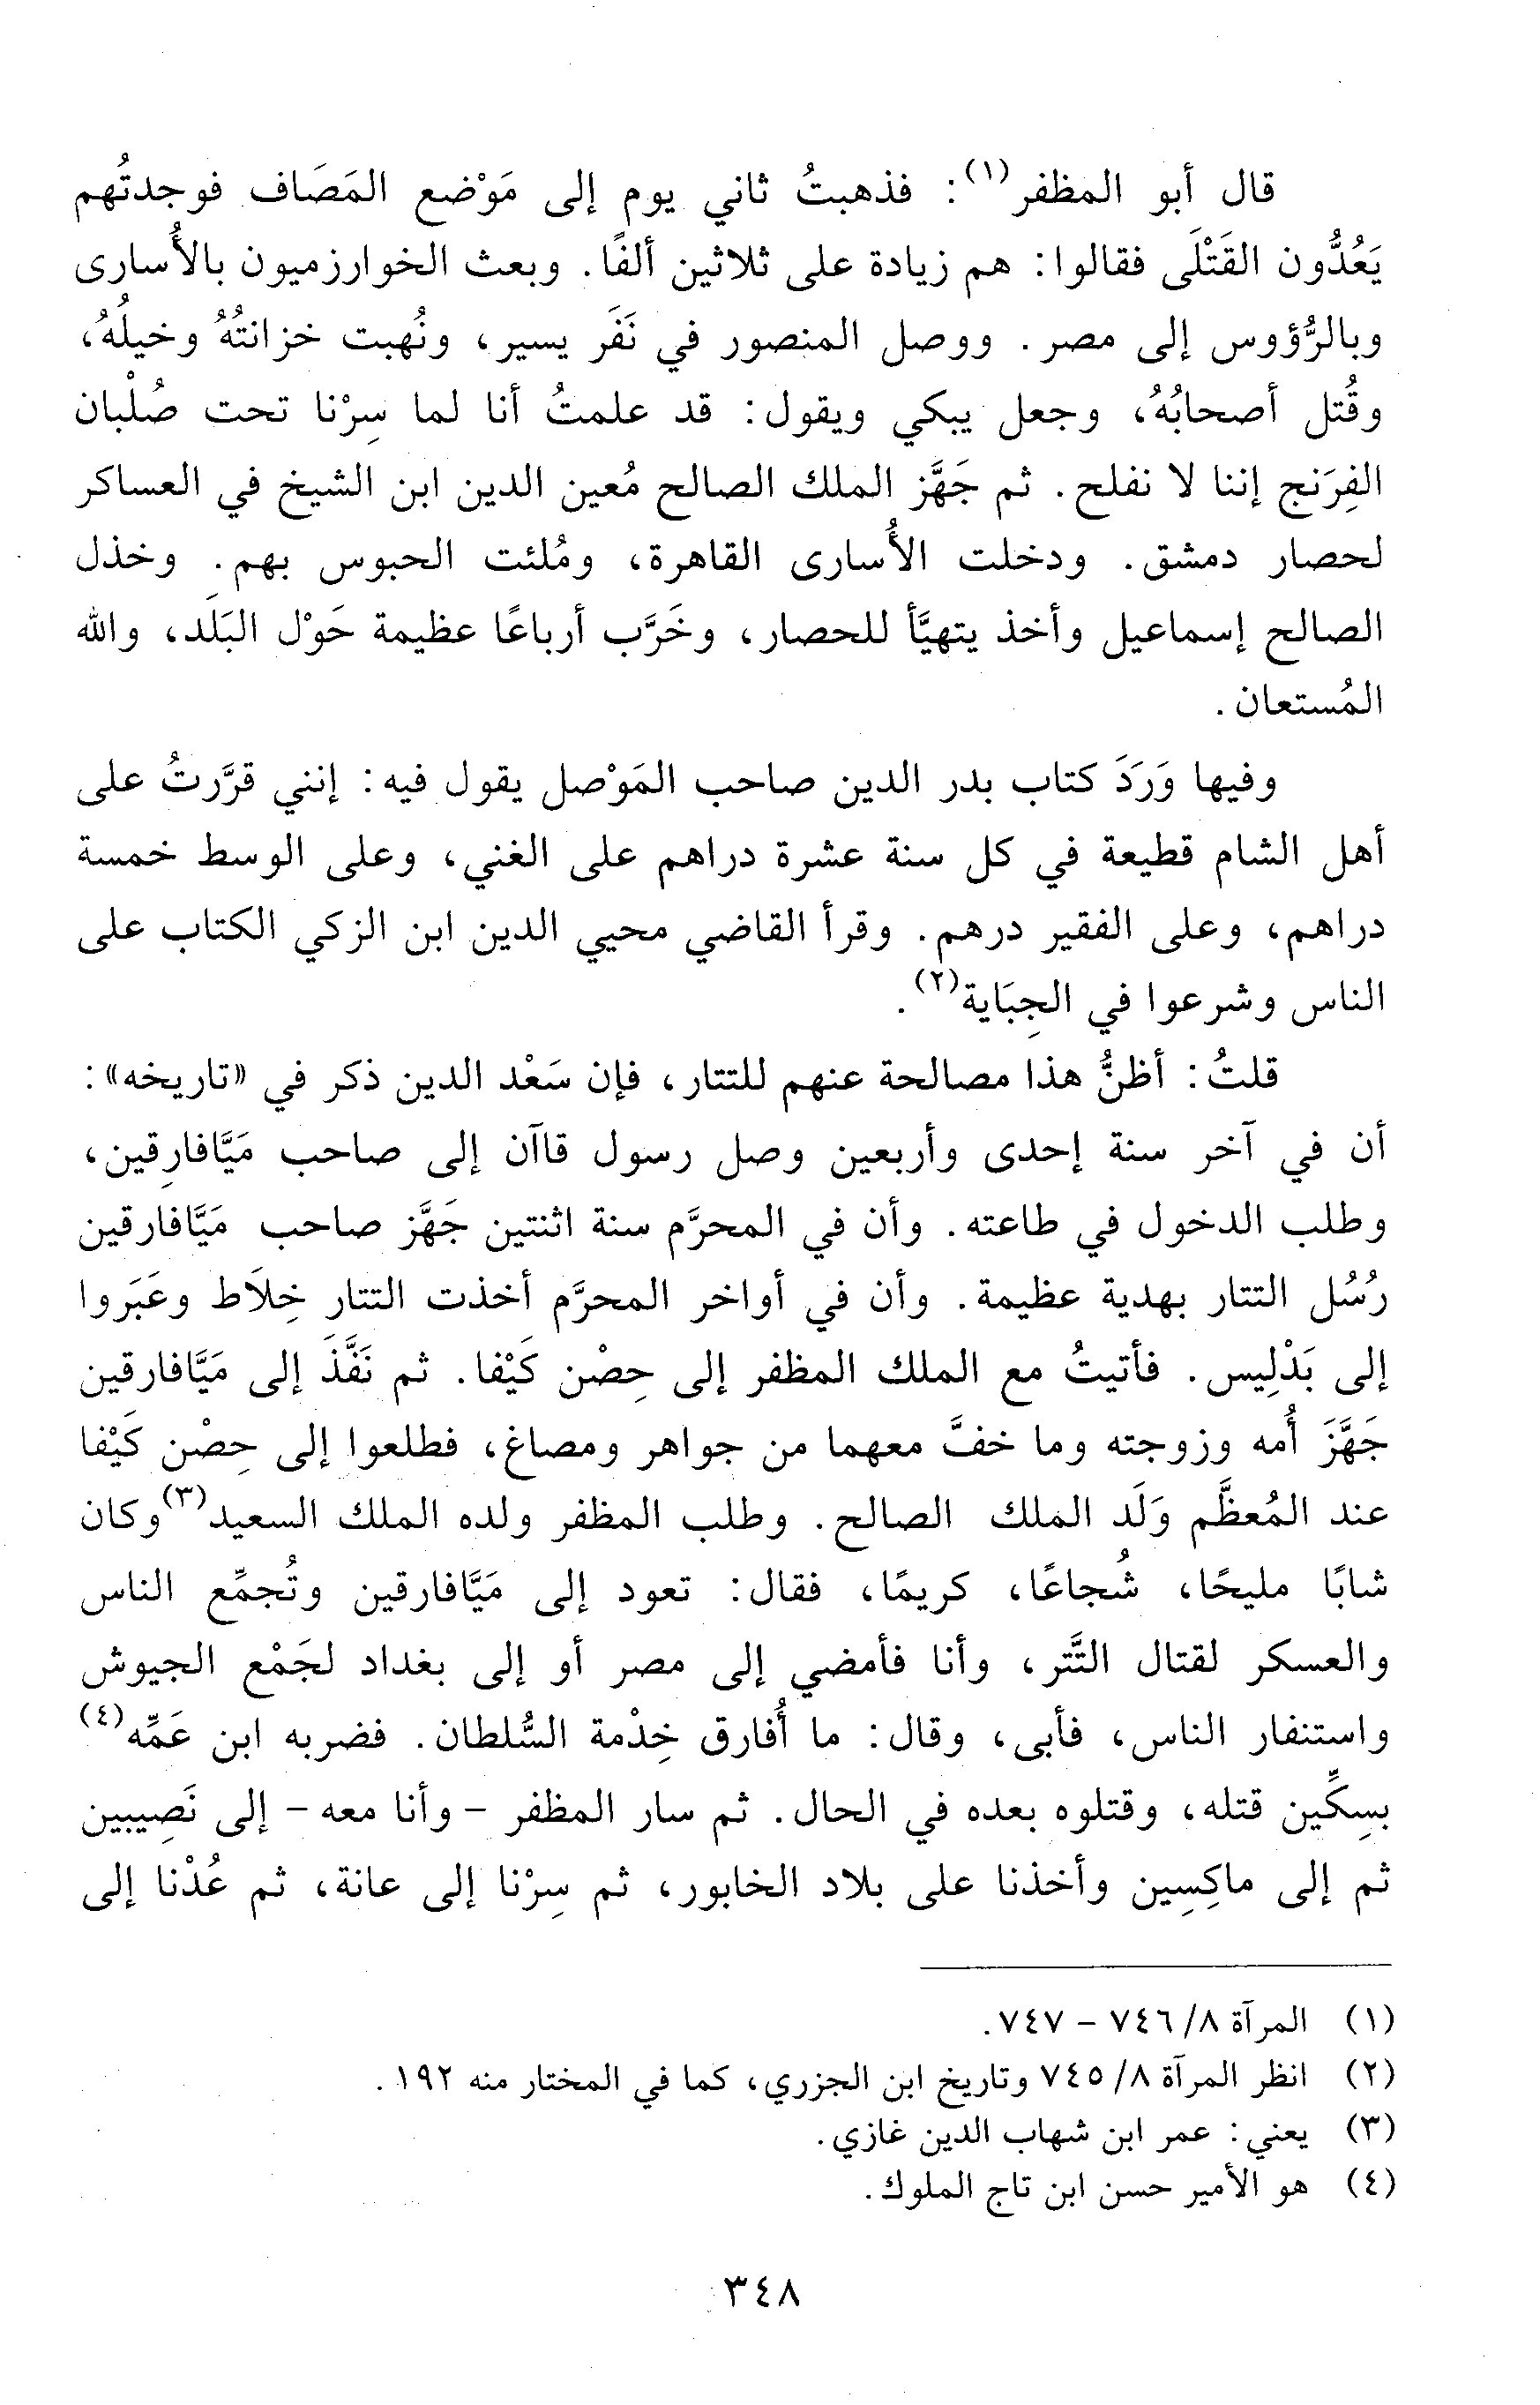 قال أبو المظفر(١): فذهبتُ ثاني يوم إلى مَوْضع المَصَاف فوجدتُهم
يَعُدُّون القَتْلَى فقالوا: هم زيادة على ثلاثين ألفًا. وبعث الخوارزميون بالأُسارى
وبالرُّؤوس إلى مصر. ووصل المنصور في نَفَر يسير، ونُهبت خزانتُهُ وخيلُهُ،
وقُتل أصحابُهُ، وجعل يبكي ويقول: قد علمتُ أنا لما سِرْنا تحت صُلْبان
الفِرَنج إننا لا نفلح. ثم جَهَّز الملك الصالح مُعين الدين ابن الشيخ في العساكر
لحصار دمشق. ودخلت الأُسارى القاهرة، ومُلئت الحبوس بهم. وخذل
الصالح إسماعيل وأخذ يتهيَّأ للحصار، وخَرَّب أرباعًا عظيمة حَوْل البَلَد، والله
المُستعان.
وفيها وَرَدَ كتاب بدر الدين صاحب المَوْصل يقول فيه: إنني قرَّرتُ على
أهل الشام قطيعة في كل سنة عشرة دراهم على الغني، وعلى الوسط خمسة
دراهم، وعلى الفقير درهم. وقرأ القاضي محيي الدين ابن الزكي الكتاب على
الناس وشرعوا في الجِبَاية(٢).
قلتُ: أظنُّ هذا مصالحة عنهم للتتار، فإن سَعْد الدين ذكر في «تاريخه»:
أن في آخر سنة إحدى وأربعين وصل رسول قاآن إلى صاحب مَيَّافارِقين،
وطلب الدخول في طاعته. وأن في المحرَّم سنة اثنتين جَهَّز صاحب مَيَّافارقين
رُسُل التتار بهدية عظيمة. وأن في أواخر المحرَّم أخذت التتار خِلَاط وعَبَروا
إلى بَدْلِيس. فأتيتُ مع الملك المظفر إلى حِصْن كَيْفا. ثم نَفَّذَ إلى مَيَّافارقين
جَهَّزَ أُمه وزوجته وما خفَّ معهما من جواهر ومصاغ، فطلعوا إلى حِصْن كَيْفا
عند المُعظَّم وَلَد الملك الصالح. وطلب المظفر ولده الملك السعيد(٣) وكان
شابًا مليحًا، شُجاعًا، كريمًا، فقال: تعود إلى مَيَّافارقين وتُجمِّع الناس
والعسكر لقتال التَّتر، وأنا فأمضي إلى مصر أو إلى بغداد لجَمْع الجيوش
واستنفار الناس، فأبى، وقال: ما أُفارق خِدْمة السُّلطان. فضربه ابن عَمِّه(٤)
بسِكِّين قتله، وقتلوه بعده في الحال. ثم سار المظفر - وأنا معه - إلى نَصِيبين
ثم إلى ماكِسِين وأخذنا على بلاد الخابور، ثم سِرْنا إلى عانة، ثم عُدْنا إلى
(١) المرآة ٨/ ٧٤٦ - ٧٤٧.
(٢) انظر المرآة ٨/ ٧٤٥ وتاريخ ابن الجزري، كما في المختار منه ١٩٢.
(٣) يعني: عمر ابن شهاب الدين غازي.
(٤) هو الأمير حسن ابن تاج الملوك.
٣٤٨